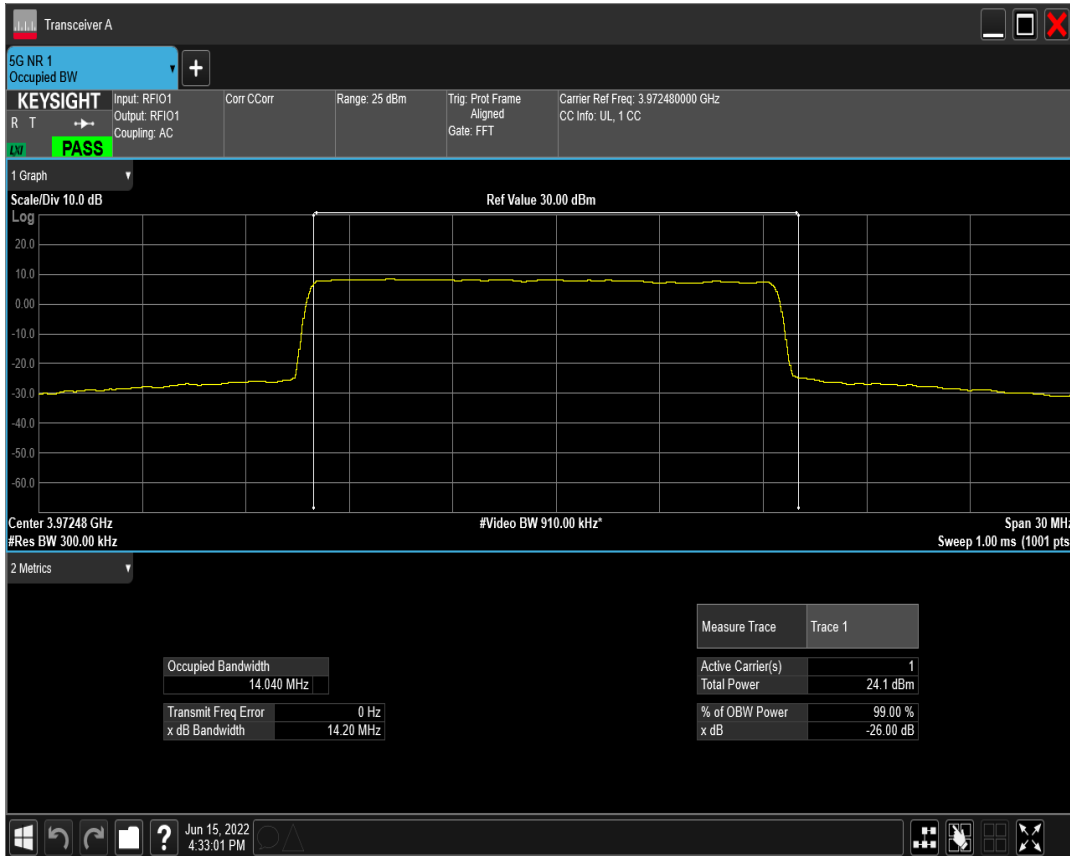 Transceiver A
5G NR 1
Occupied BW
KEYSIGHT
R T
LXI
PASS
Input: RFIO1
Output: RFIO1
Coupling: AC
Corr CCorr
Range: 25 dBm
Trig: Prot Frame
Aligned
Gate: FFT
Carrier Ref Freq: 3.972480000 GHz
CC Info: UL, 1 CC
1 Graph
Scale/Div 10.0 dB
Ref Value 30.00 dBm
Log
20.0
10.0
0.00
-10.0
-20.0
-30.0
-40.0
-50.0
-60.0
Center 3.97248 GHz
#Video BW 910.00 kHz*
Span 30 MHz
#Res BW 300.00 kHz
Sweep 1.00 ms (1001 pts
2 Metrics
Measure Trace Trace 1
Occupied Bandwidth
14.040 MHz
Active Carrier(s) 1
Total Power 24.1 dBm
Transmit Freq Error 0 Hz
x dB Bandwidth 14.20 MHz
% of OBW Power 99.00 %
x dB -26.00 dB
?
Jun 15, 2022
4:33:01 PM